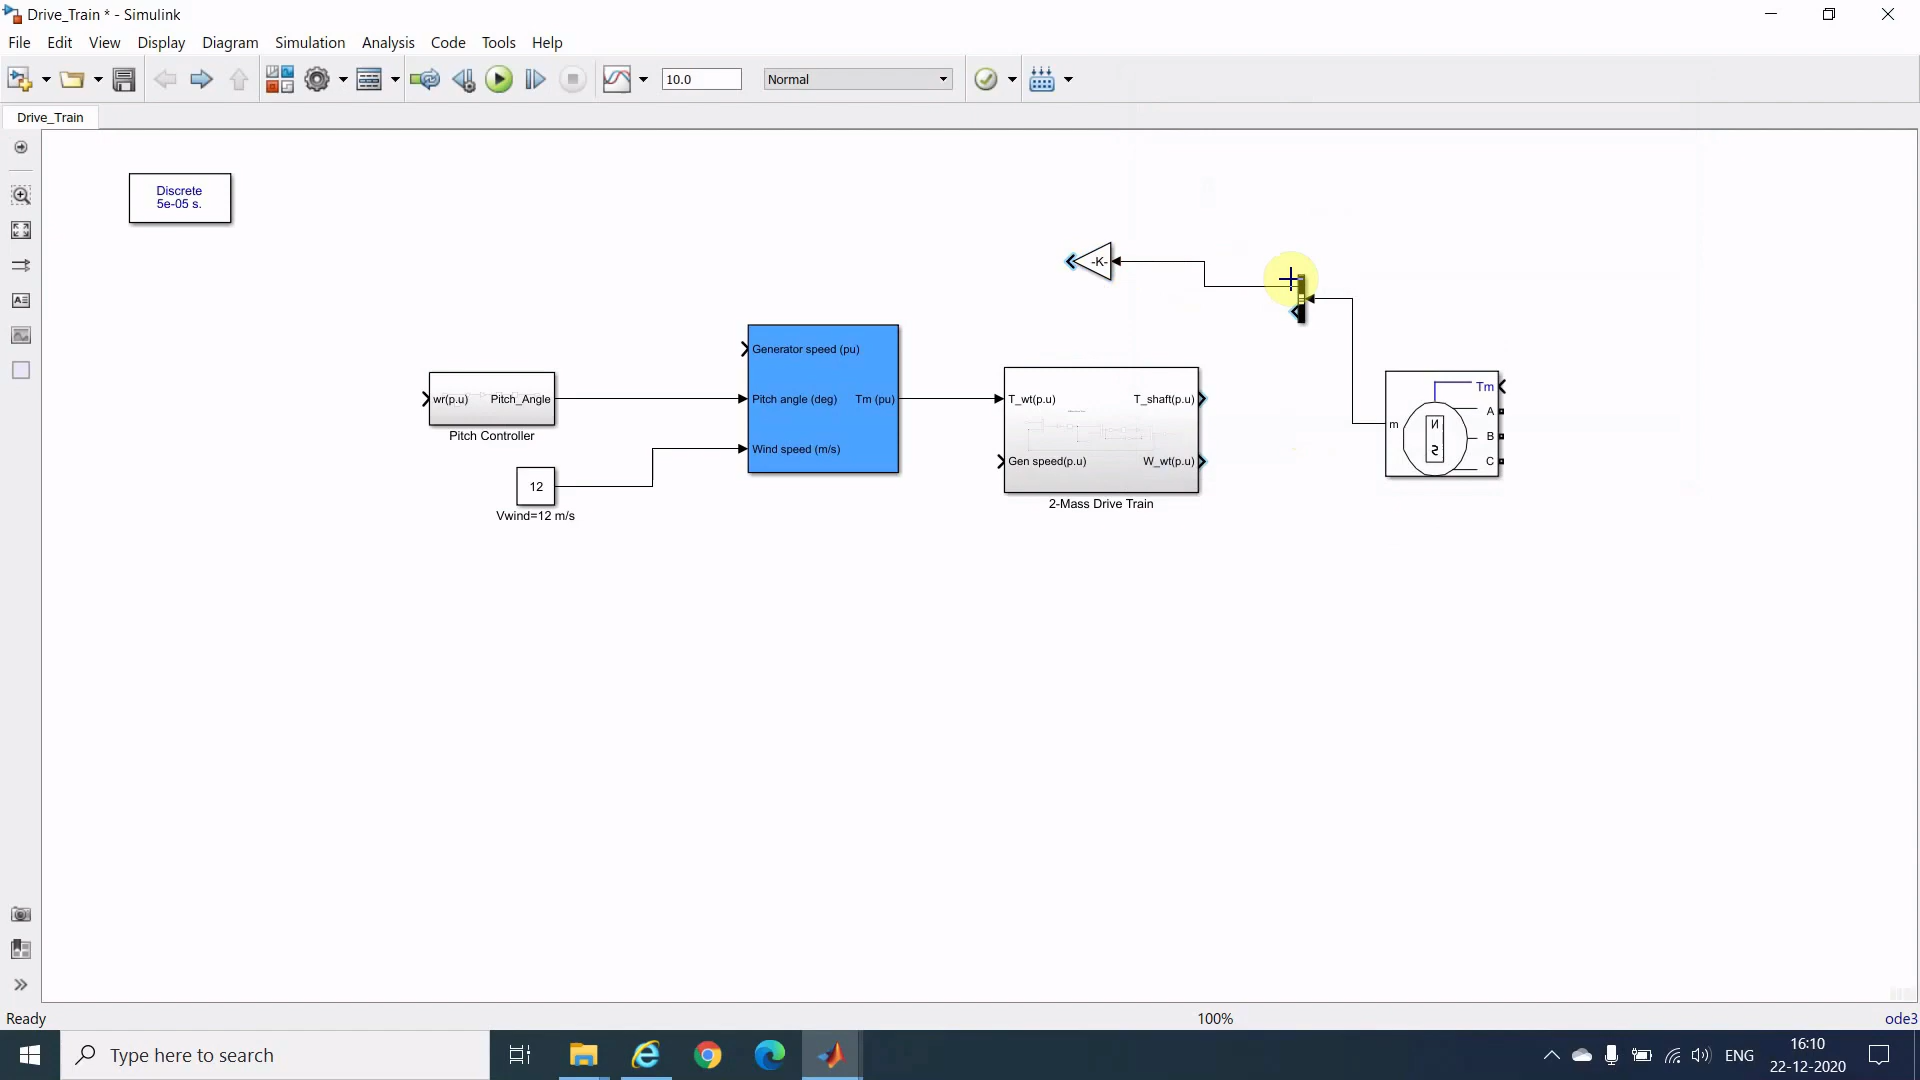 Drive_Train * - Simulink
File Edit View Display Diagram Simulation Analysis Code Tools Help
10.0 Normal
Drive_Train
Discrete
5e-05 s.
-K-
Generator speed (pu)
Pitch angle (deg) Tm (pu)
Wind speed (m/s)
wr(p.u) Pitch_Angle
Pitch Controller
12
Vwind=12 m/s
T_wt(p.u) T_shaft(p.u)
Gen speed(p.u) W_wt(p.u)
2-Mass Drive Train
Tm
A
m
B
C
N
S
Ready 100% ode3
Type here to search
ENG
16:10
22-12-2020